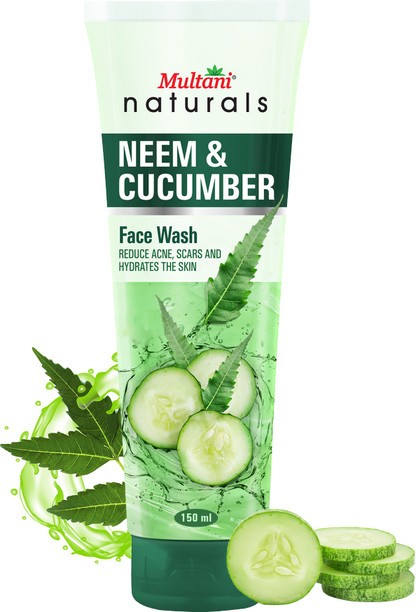 Multani
naturals
NEEM &
CUCUMBER
Face Wash
REDUCE ACNE, SCARS AND
HYDRATES THE SKIN
150 ml